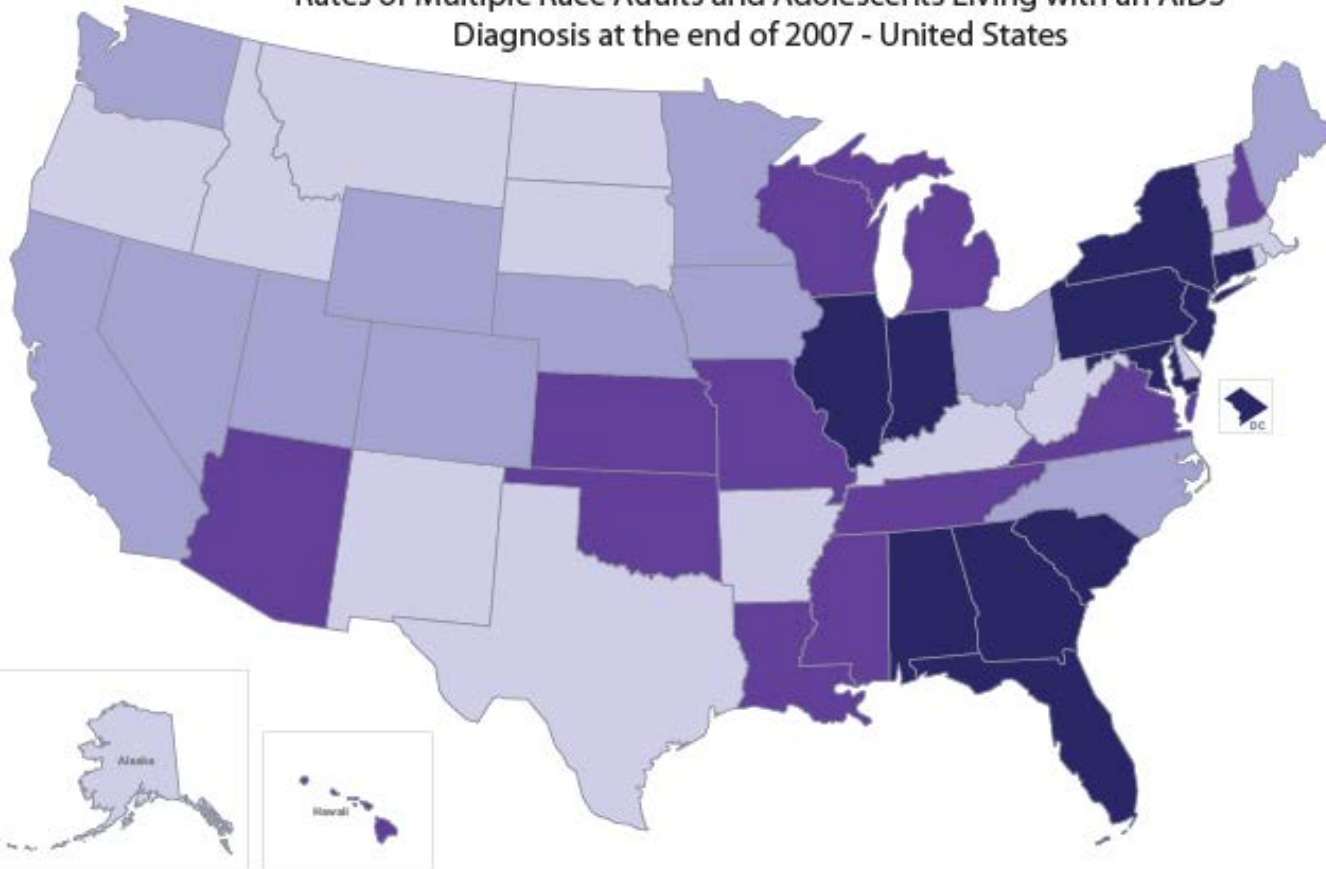 Rates of Multiple Race Adults and Adolescents Living with an AIDS
Diagnosis at the end of 2007 - United States
DC
Alaska
Hawaii